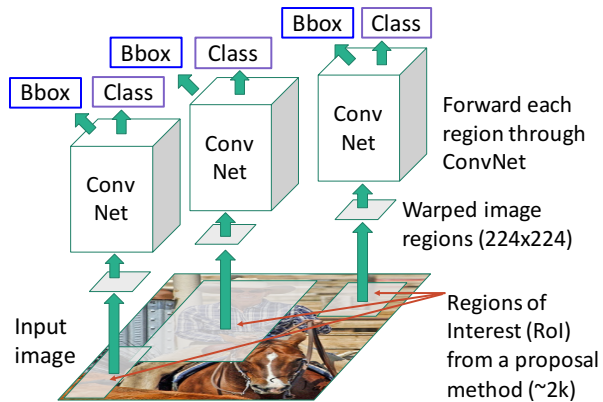 Bbox
Class
Bbox
Class
Bbox
Class
Conv
Net
Conv
Net
Conv
Net
Forward each
region through
ConvNet
Warped image
regions (224x224)
Input
image
Regions of
Interest (RoI)
from a proposal
method (~2k)